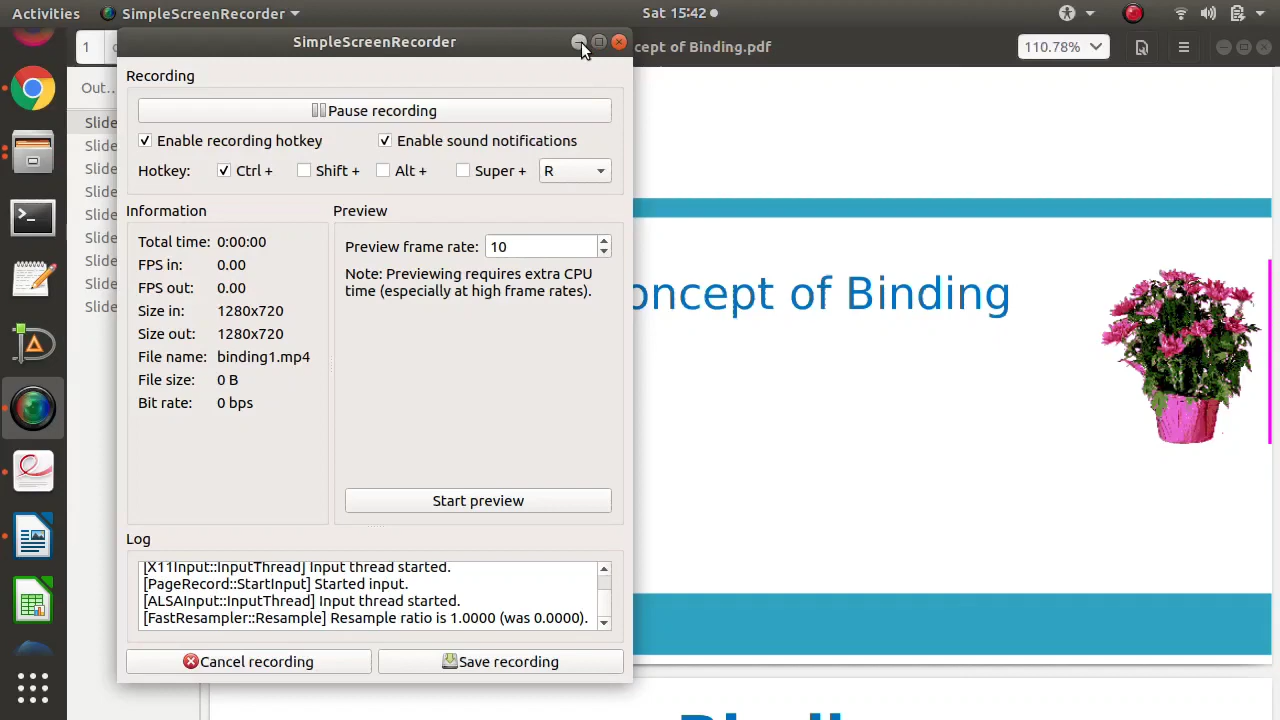 Activities
SimpleScreenRecorder
Sat 15:42
1
cept of Binding.pdf
110.78%
SimpleScreenRecorder
Out..
Slide
Slide
Slide
Slide
Slide
Slide
Slide
Slide
Slide
Recording
Pause recording
Enable recording hotkey
Enable sound notifications
Hotkey:
Ctrl +
Shift +
Alt +
Super +
R
Information
Total time: 0:00:00
FPS in: 0.00
FPS out: 0.00
Size in: 1280x720
Size out: 1280x720
File name: binding1.mp4
File size: 0 B
Bit rate: 0 bps
Preview
Preview frame rate: 10
Note: Previewing requires extra CPU
time (especially at high frame rates).
Start preview
Log
[X11Input::InputThread] Input thread started.
[PageRecord::StartInput] Started input.
[ALSAInput::InputThread] Input thread started.
[FastResampler::Resample] Resample ratio is 1.0000 (was 0.0000).
Cancel recording
Save recording
oncept of Binding